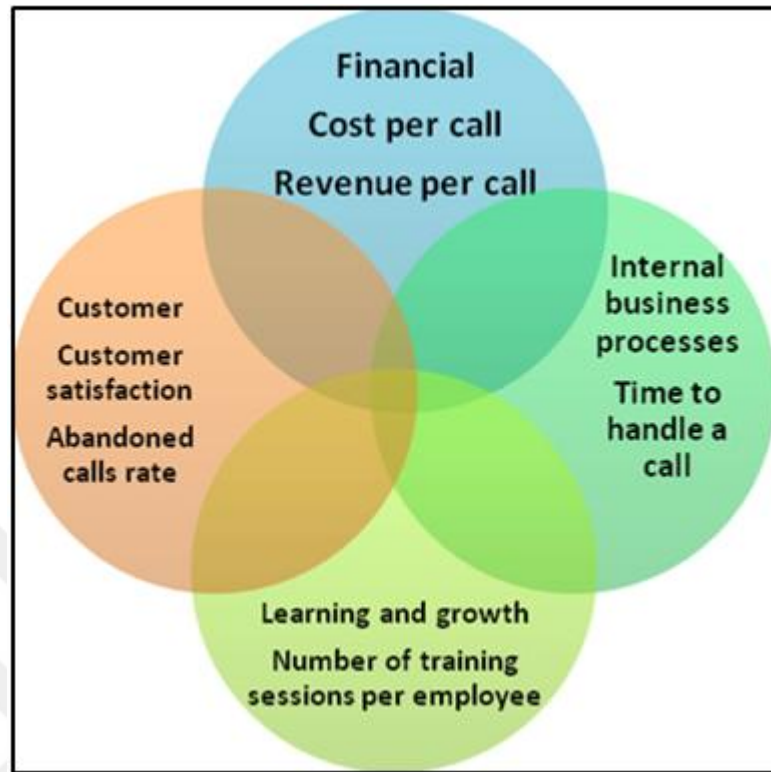 Financial
Cost per call
Revenue per call
Customer
Customer
satisfaction
Abandoned
calls rate
Internal
business
processes
Time to
handle a
call
Learning and growth
Number of training
sessions per employee